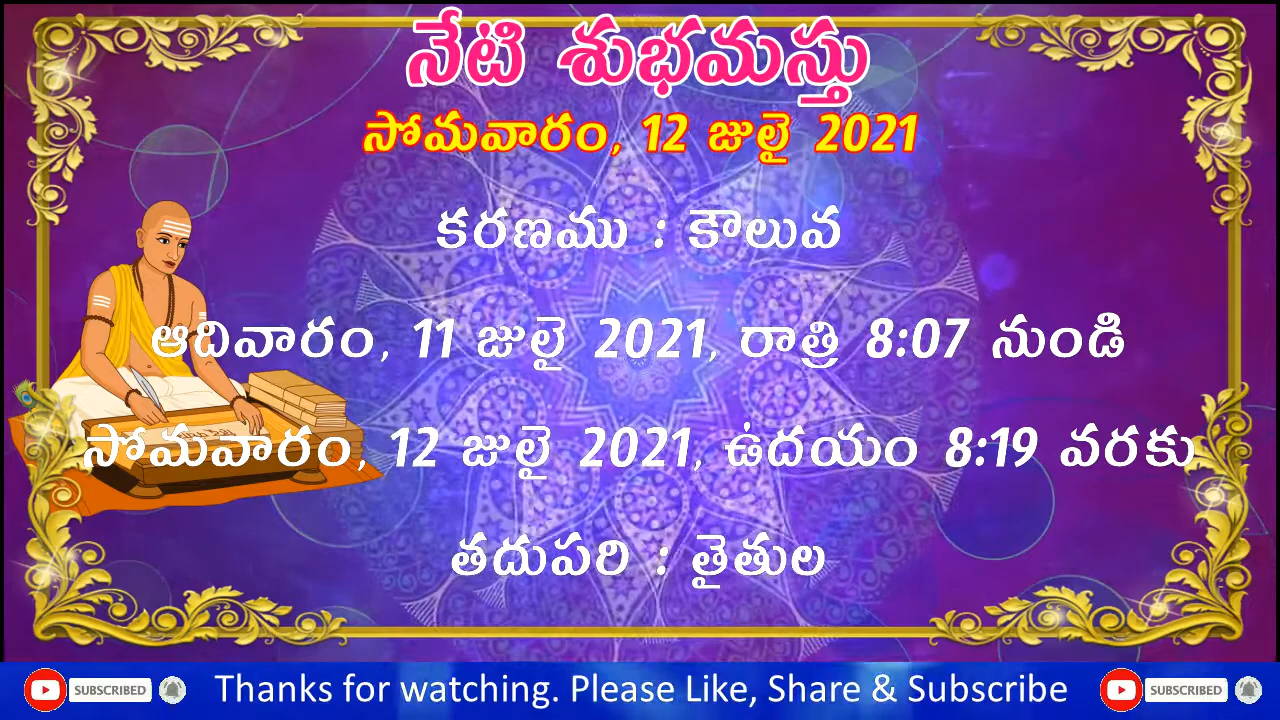 నేటి శుభమస్తు
సోమవారం, 12 జులై 2021
కరణము : కౌలువ
ఆదివారం, 11 జులై 2021, రాత్రి 8:07 నుండి
సోమవారం, 12 జులై 2021, ఉదయం 8:19 వరకు
తదుపరి : తైతుల
SUBSCRIBED Thanks for watching. Please Like, Share & Subscribe SUBSCRIBED